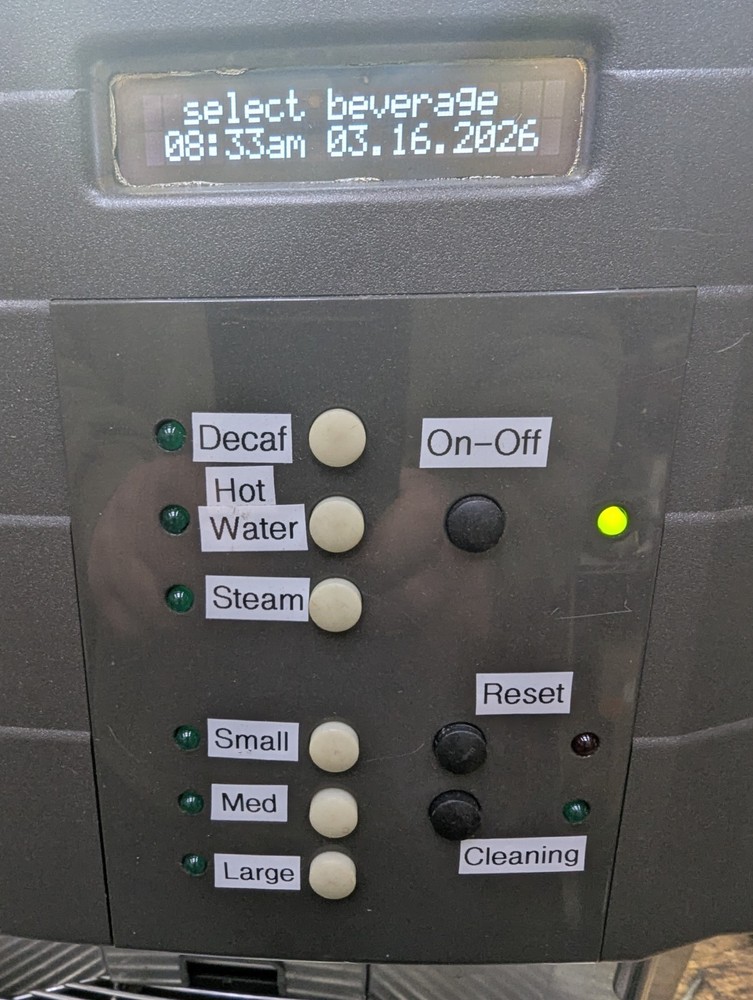 select beverage
08:33am 03.16.2026
Decaf
On-Off
Hot
Water
Steam
Reset
Small
Med
Large
Cleaning